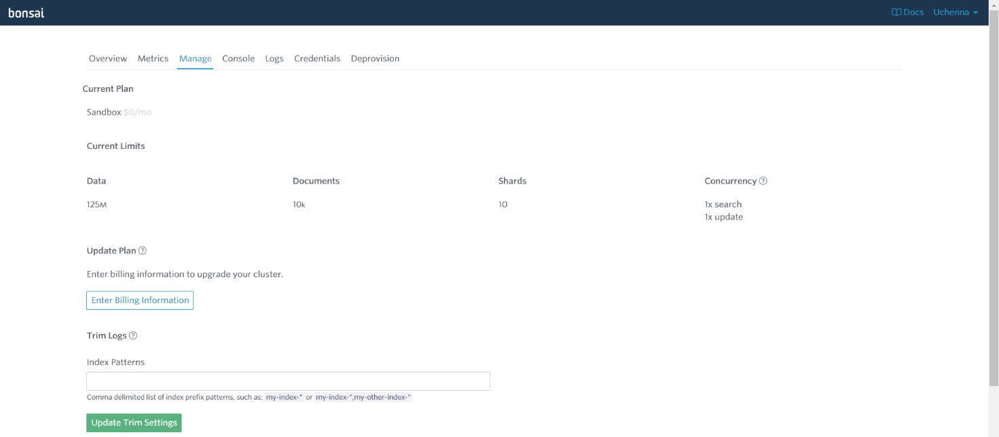 bonsai Docs Uchenna
Overview Metrics Manage Console Logs Credentials Deprovision
Current Plan
Sandbox $0/mo
Current Limits
Data Documents Shards Concurrency ?
125M 10k 10 1x search
1x update
Update Plan ?
Enter billing information to upgrade your cluster.
Enter Billing Information
Trim Logs ?
Index Patterns
Comma delimited list of index prefix patterns, such as: my-index-* or my-index-*,my-other-index-*
Update Trim Settings